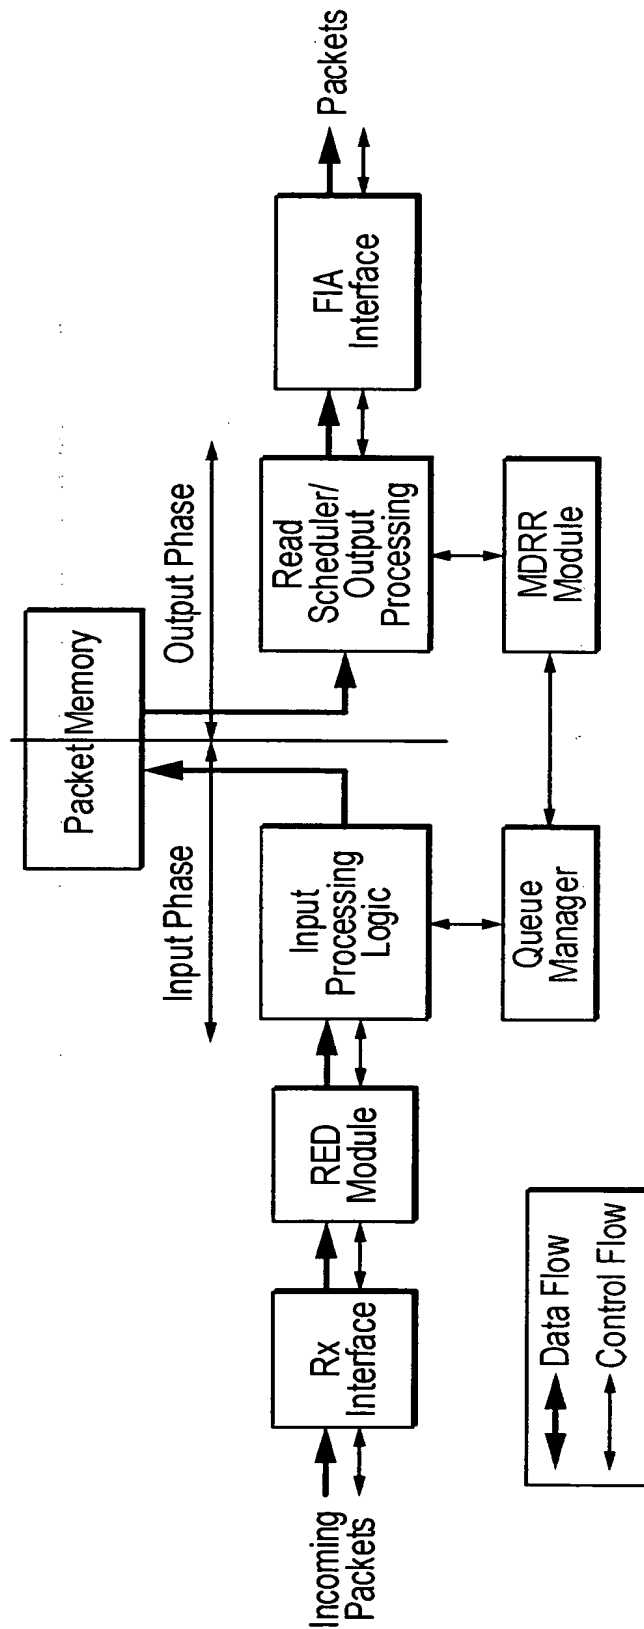 Packet Memory
Input Phase
Output Phase
Incoming
Packets
Rx
Interface
RED
Module
Input
Processing
Logic
Read
Scheduler/
Output
Processing
FIA
Interface
Packets
Queue
Manager
MDRR
Module
Data Flow
Control Flow